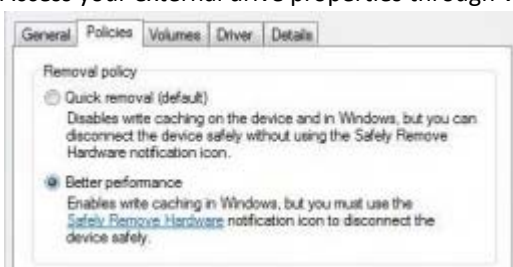 Access your external drive properties through
General Policies Volumes Driver Details
Removal policy
Quick removal (default)
Disables write caching on the device and in Windows, but you can
disconnect the device safely without using the Safely Remove
Hardware notification icon.
Better performance
Enables write caching in Windows, but you must use the
Safely Remove Hardware notification icon to disconnect the
device safely.